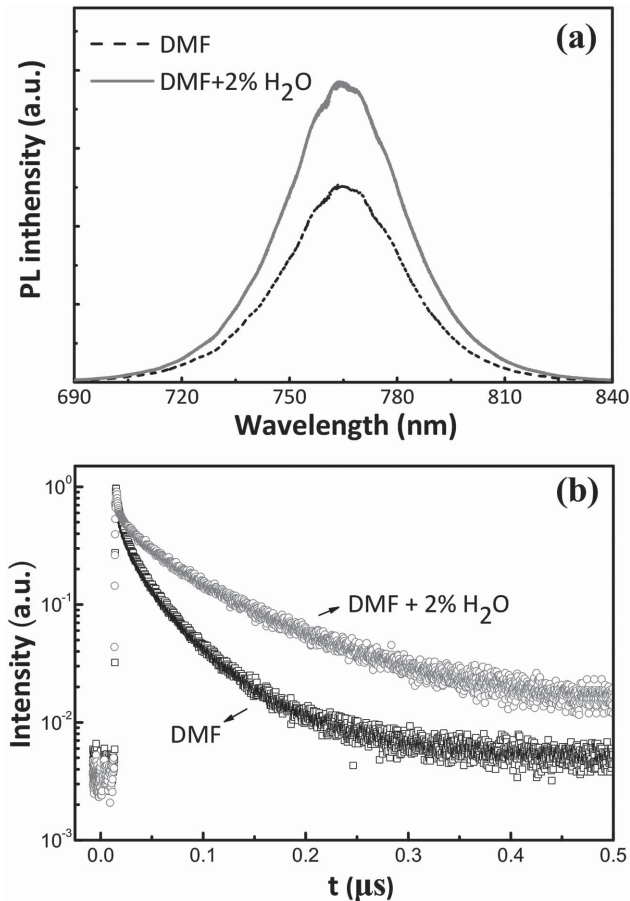 (a)
DMF
DMF+2% H₂O
PL inthensity (a.u.)
690 720 750 780 810 840
Wavelength (nm)
(b)
10⁰
10⁻¹
10⁻²
10⁻³
Intensity (a.u.)
DMF + 2% H₂O
DMF
0.0 0.1 0.2 0.3 0.4 0.5
t (μs)